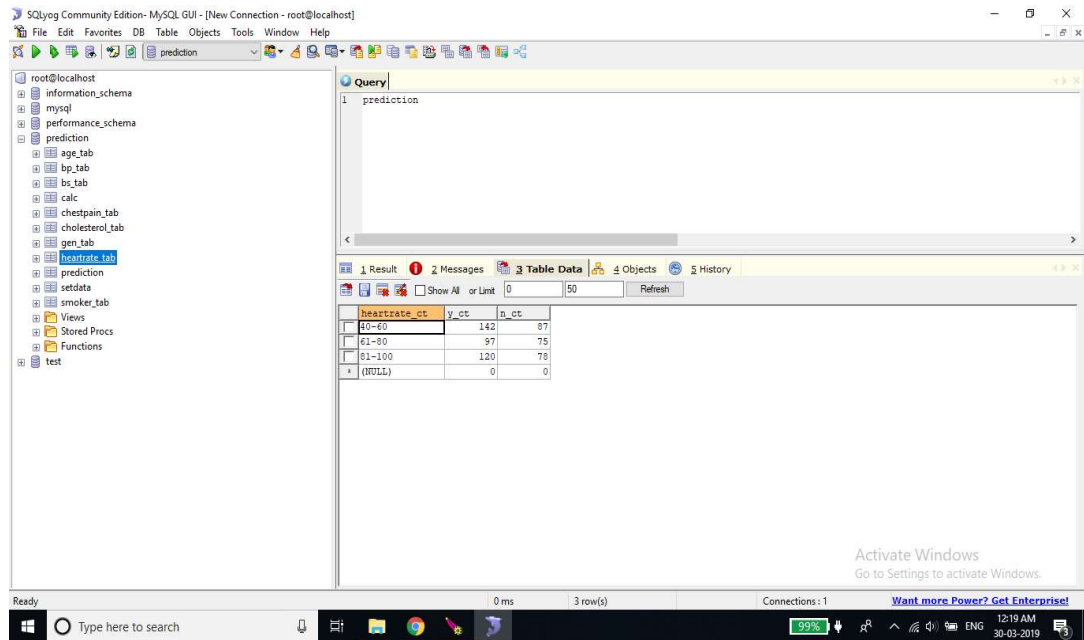 SQLyog Community Edition- MySQL GUI - [New Connection - root@localhost]
File Edit Favorites DB Table Objects Tools Window Help
prediction
root@localhost
information_schema
mysql
performance_schema
prediction
age_tab
bp_tab
bs_tab
calc
chestpain_tab
cholesterol_tab
gen_tab
heartrate_tab
prediction
setdata
smoker_tab
Views
Stored Procs
Functions
test
Query
1 prediction
1 Result 2 Messages 3 Table Data 4 Objects 5 History
Show All or Limit 0 50 Refresh
heartrate_ct y_ct n_ct
40-60 142 87
61-80 97 75
81-100 120 78
* (NULL) 0 0
Activate Windows
Go to Settings to activate Windows.
Ready 0 ms 3 row(s) Connections : 1 Want more Power? Get Enterprise!
Type here to search 99% ENG 12:19 AM
30-03-2019 3